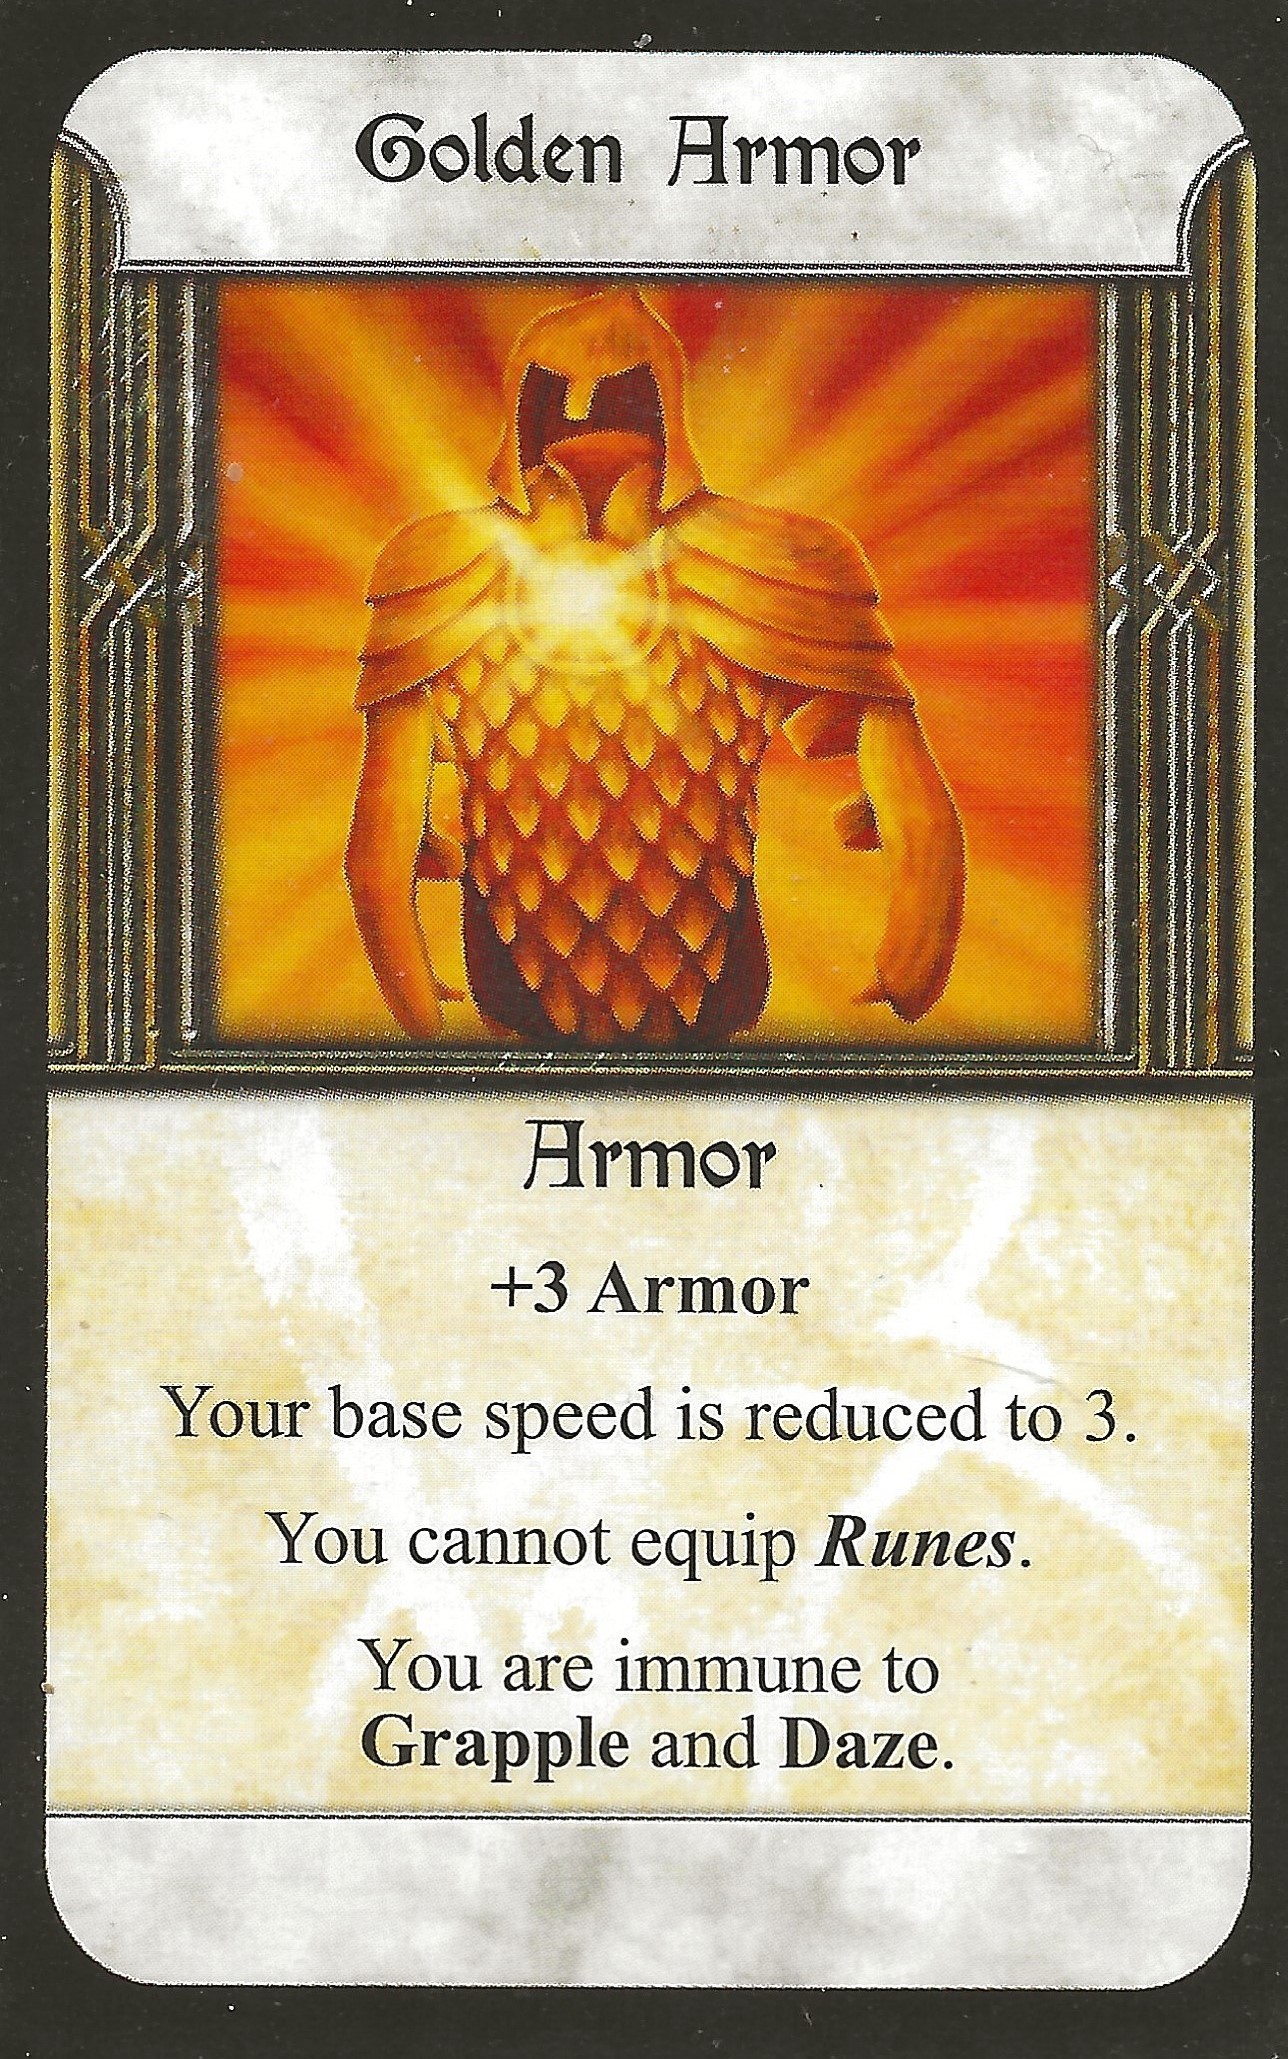 Golden Armor
Armor
+3 Armor
Your base speed is reduced to 3.
You cannot equip Runes.
You are immune to
Grapple and Daze.